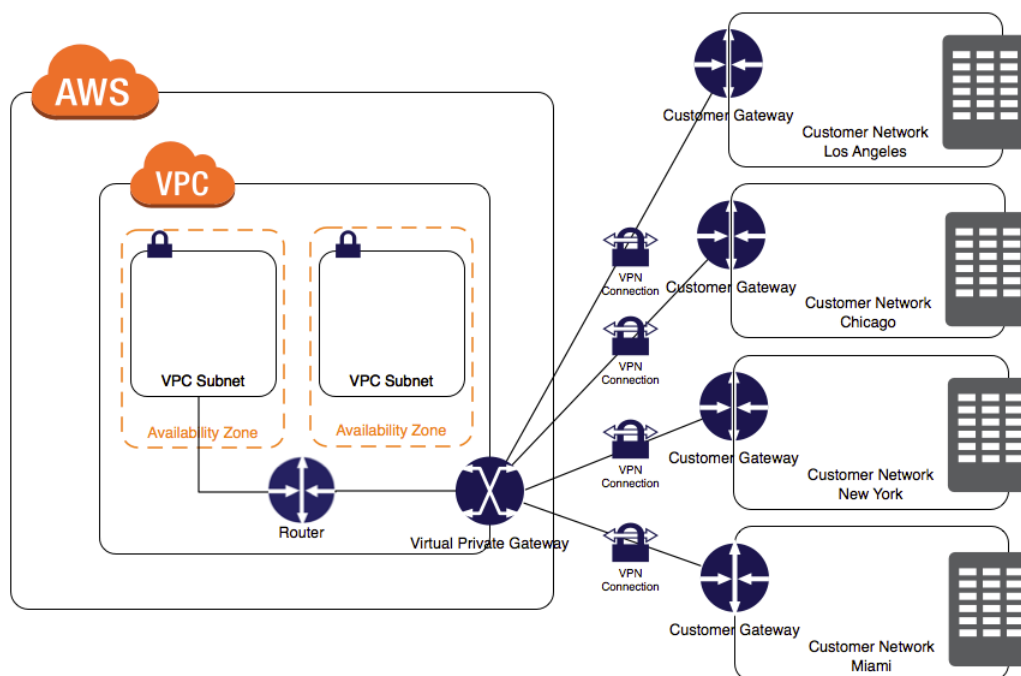 AWS
VPC
VPC Subnet
Availability Zone
VPC Subnet
Availability Zone
Router
Virtual Private Gateway
VPN
Connection
VPN
Connection
VPN
Connection
VPN
Connection
Customer Gateway
Customer Network
Los Angeles
Customer Gateway
Customer Network
Chicago
Customer Gateway
Customer Network
New York
Customer Gateway
Customer Network
Miami